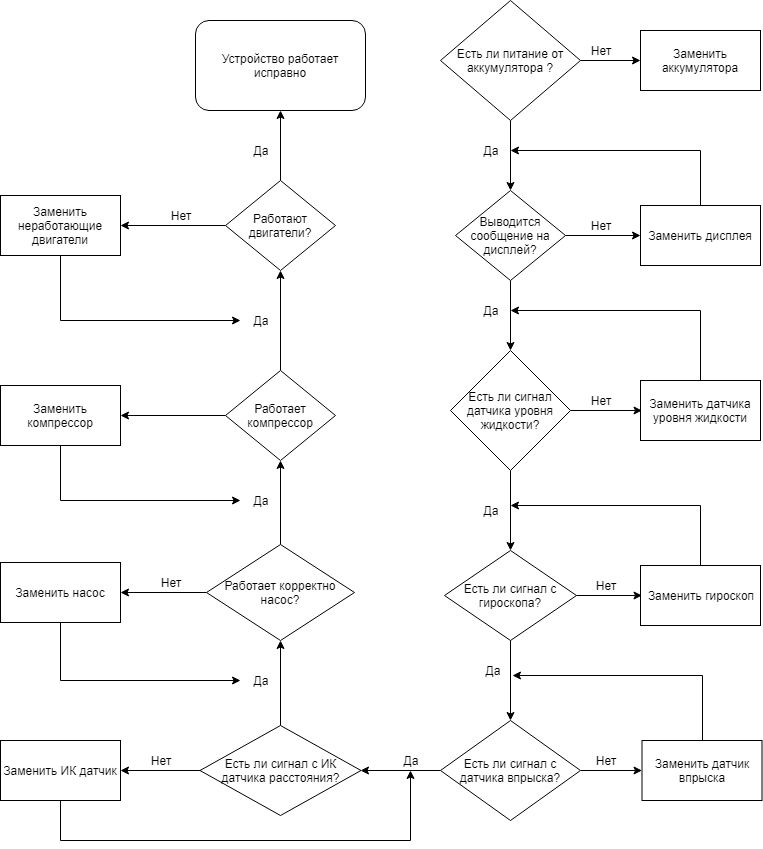 Есть ли питание от
аккумулятора ?
Нет
Заменить
аккумулятора
Да
Выводится
сообщение на
дисплей?
Нет
Заменить дисплея
Да
Есть ли сигнал
датчика уровня
жидкости?
Нет
Заменить датчика
уровня жидкости
Да
Есть ли сигнал с
гироскопа?
Нет
Заменить гироскоп
Да
Есть ли сигнал с
датчика впрыска?
Нет
Заменить датчик
впрыска
Да
Есть ли сигнал с ИК
датчика расстояния?
Нет
Заменить ИК датчик
Да
Работает корректно
насос?
Нет
Заменить насос
Да
Работает
компрессор
Заменить
компрессор
Да
Работают
двигатели?
Нет
Заменить
неработающие
двигатели
Да
Устройство работает
исправно